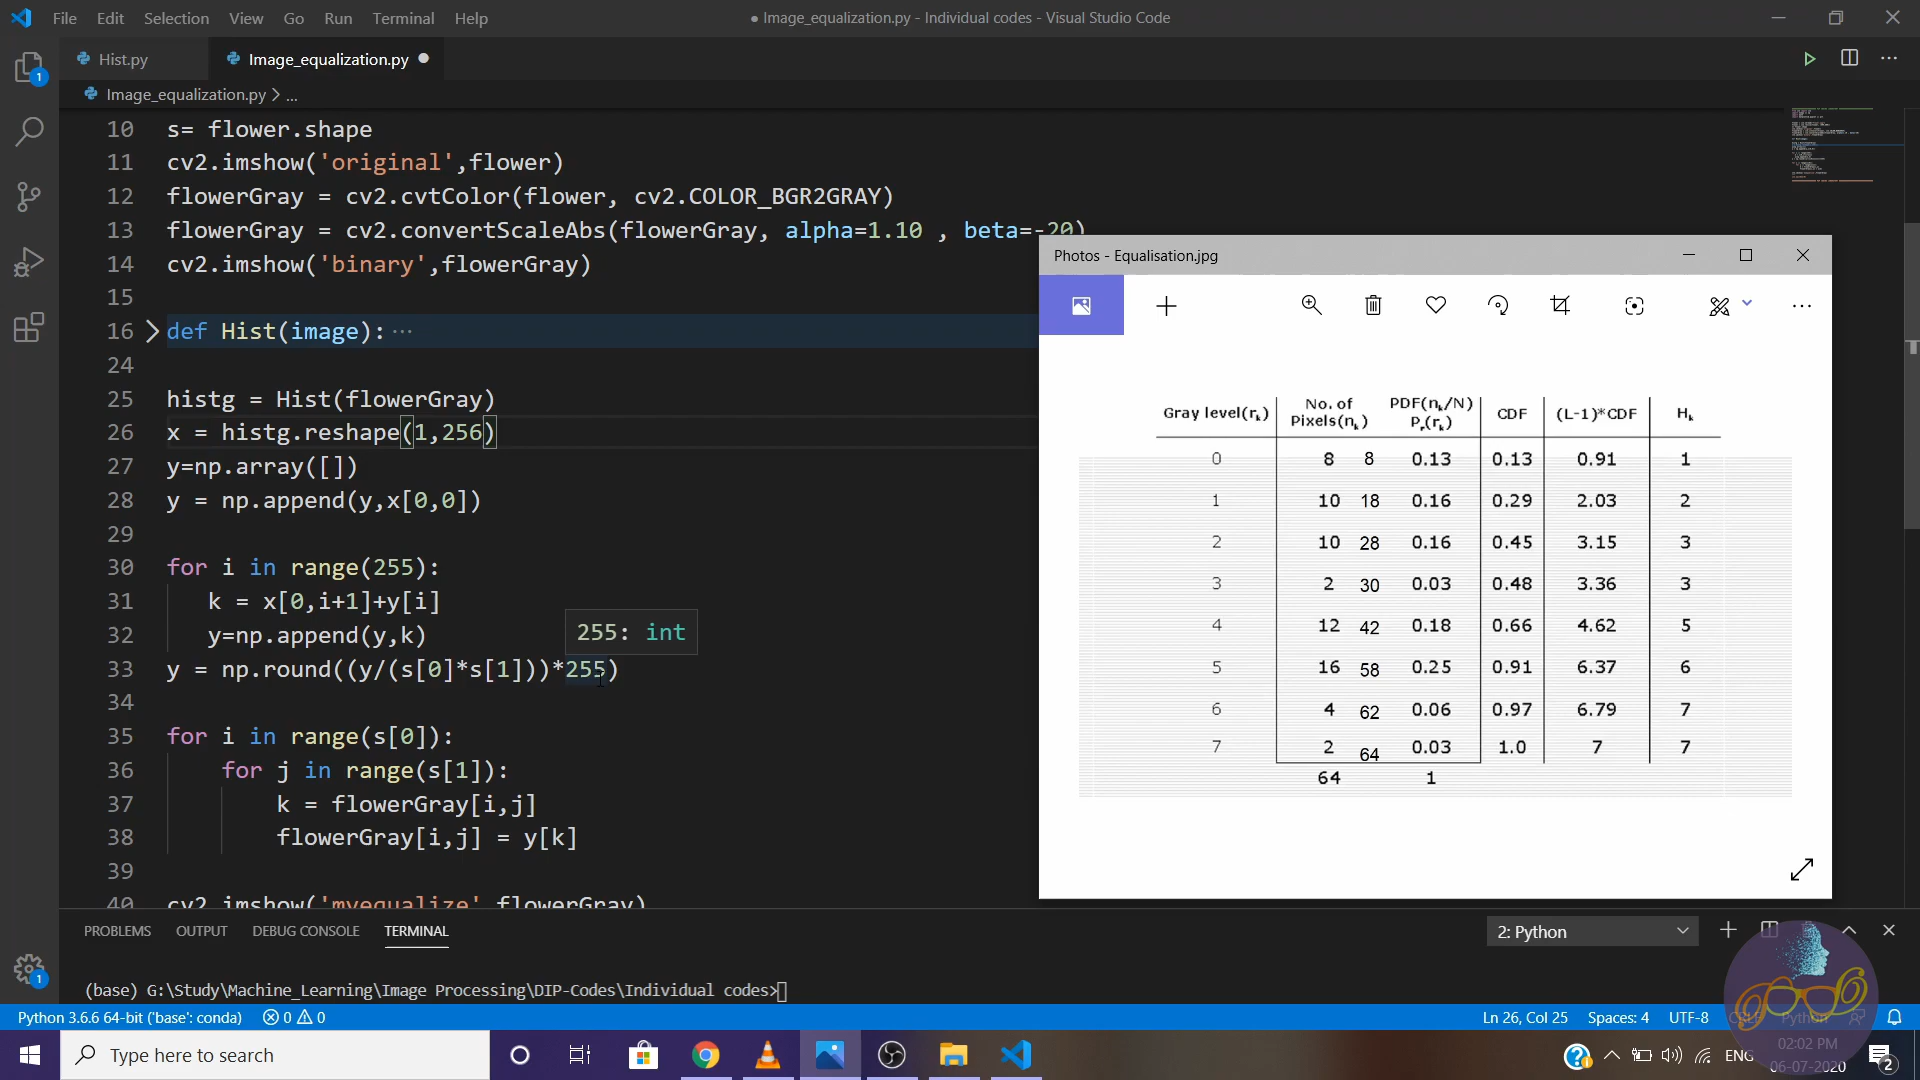 File Edit Selection View Go Run Terminal Help
● Image_equalization.py - Individual codes - Visual Studio Code
Hist.py
Image_equalization.py
Image_equalization.py > ...
10 s= flower.shape
11 cv2.imshow('original',flower)
12 flowerGray = cv2.cvtColor(flower, cv2.COLOR_BGR2GRAY)
13 flowerGray = cv2.convertScaleAbs(flowerGray, alpha=1.10 , beta=-20)
14 cv2.imshow('binary',flowerGray)
15
16 def Hist(image):...
24
25 histg = Hist(flowerGray)
26 x = histg.reshape(1,256)
27 y=np.array([])
28 y = np.append(y,x[0,0])
29
30 for i in range(255):
31 k = x[0,i+1]+y[i]
32 y=np.append(y,k)
255: int
33 y = np.round((y/(s[0]*s[1]))*255)
34
35 for i in range(s[0]):
36 for j in range(s[1]):
37 k = flowerGray[i,j]
38 flowerGray[i,j] = y[k]
39
40 cv2.imshow('myequalize',flowerGray)
Photos - Equalisation.jpg
Gray level(rk) No. of Pixels(nk) PDF(nk/N) Pr(rk) CDF (L-1)*CDF Hk
0 8 8 0.13 0.13 0.91 1
1 10 18 0.16 0.29 2.03 2
2 10 28 0.16 0.45 3.15 3
3 2 30 0.03 0.48 3.36 3
4 12 42 0.18 0.66 4.62 5
5 16 58 0.25 0.91 6.37 6
6 4 62 0.06 0.97 6.79 7
7 2 64 0.03 1.0 7 7
64 1
PROBLEMS OUTPUT DEBUG CONSOLE TERMINAL
2: Python
(base) G:\Study\Machine_Learning\Image Processing\DIP-Codes\Individual codes>
Python 3.6.6 64-bit ('base': conda) 0 0
Ln 26, Col 25 Spaces: 4 UTF-8 CRLF Python
Type here to search
ENG
02:02 PM
06-07-2020
2